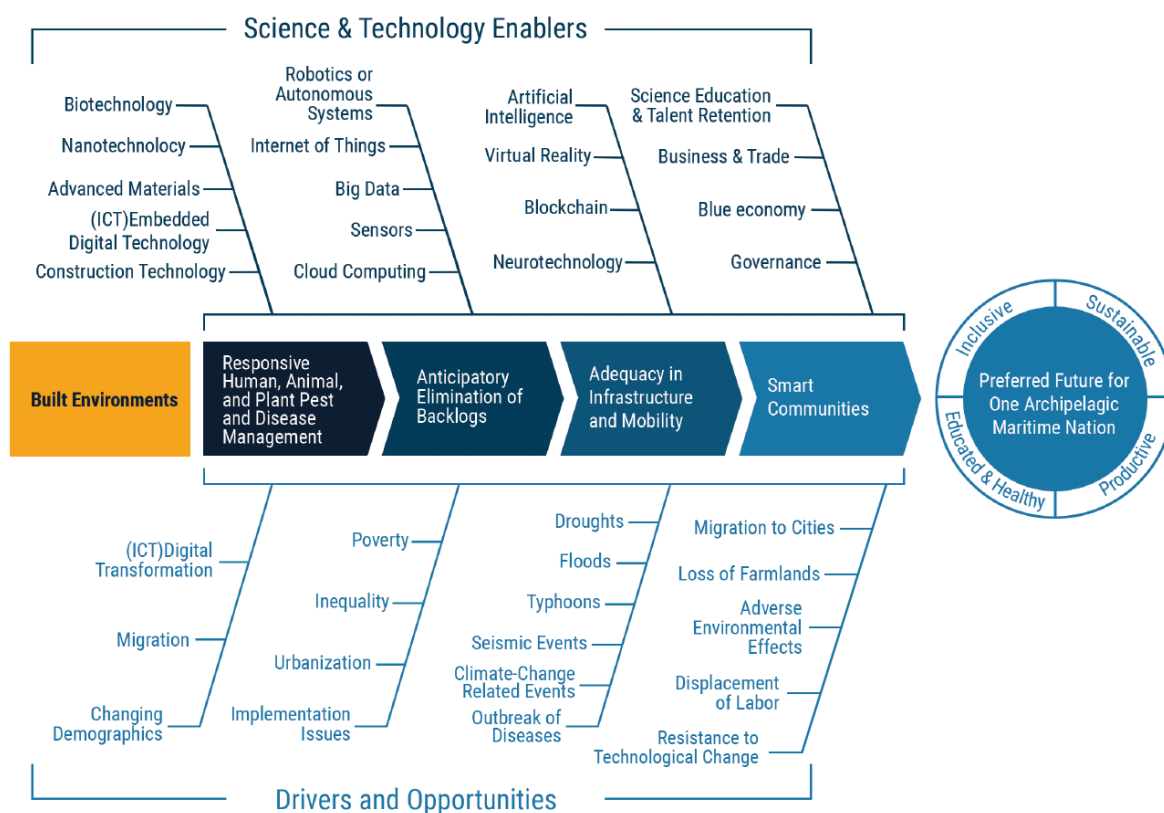 Science & Technology Enablers
Biotechnology
Nanotechnolocy
Advanced Materials
(ICT)Embedded
Digital Technology
Construction Technology
Robotics or
Autonomous
Systems
Internet of Things
Big Data
Sensors
Cloud Computing
Artificial
Intelligence
Virtual Reality
Blockchain
Neurotechnology
Science Education
& Talent Retention
Business & Trade
Blue economy
Governance
Built Environments
Responsive
Human, Animal,
and Plant Pest
and Disease
Management
Anticipatory
Elimination of
Backlogs
Adequacy in
Infrastructure
and Mobility
Smart
Communities
Inclusive
Sustainable
Preferred Future for
One Archipelagic
Maritime Nation
Educated & Healthy
Productive
(ICT)Digital
Transformation
Migration
Changing
Demographics
Poverty
Inequality
Urbanization
Implementation
Issues
Droughts
Floods
Typhoons
Seismic Events
Climate-Change
Related Events
Outbreak of
Diseases
Migration to Cities
Loss of Farmlands
Adverse
Environmental
Effects
Displacement
of Labor
Resistance to
Technological Change
Drivers and Opportunities